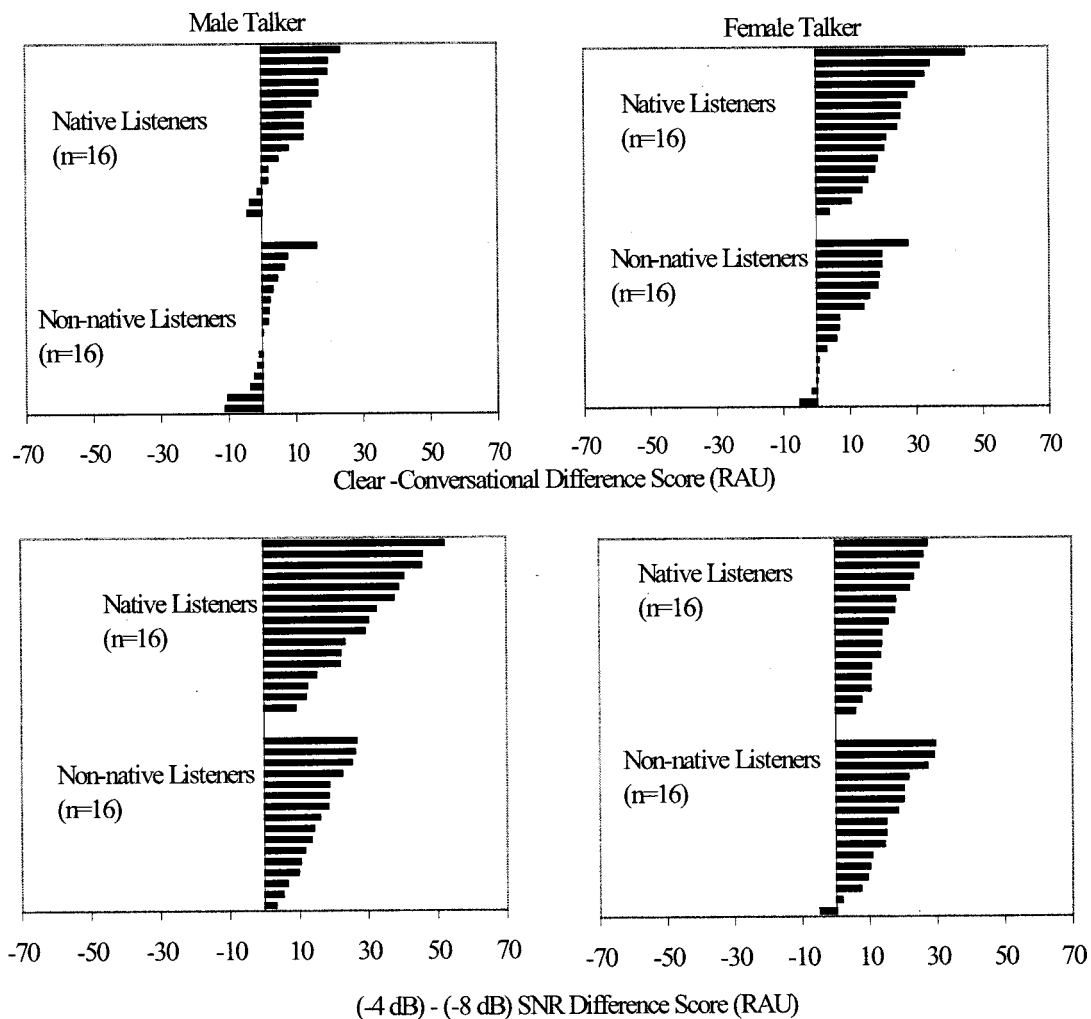 Male Talker
Female Talker
Native Listeners
(n=16)
Non-native Listeners
(n=16)
Native Listeners
(n=16)
Non-native Listeners
(n=16)
-70 -50 -30 -10 10 30 50 70
-70 -50 -30 -10 10 30 50 70
Clear -Conversational Difference Score (RAU)
Native Listeners
(n=16)
Non-native Listeners
(n=16)
Native Listeners
(n=16)
Non-native Listeners
(n=16)
-70 -50 -30 -10 10 30 50 70
-70 -50 -30 -10 10 30 50 70
(-4 dB) - (-8 dB) SNR Difference Score (RAU)